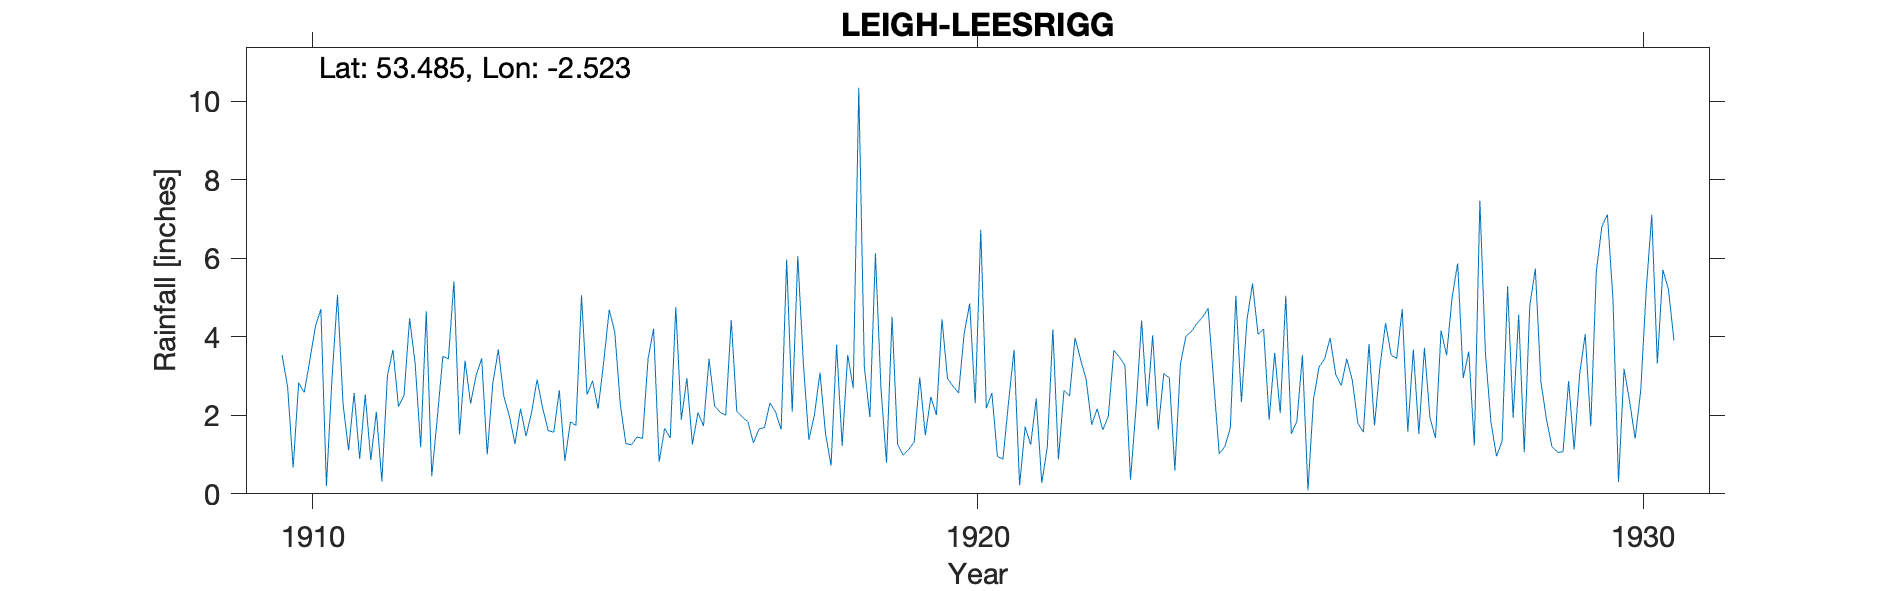 LEIGH-LEESRIGG
Lat: 53.485, Lon: -2.523
Rainfall [inches]
10
8
6
4
2
0
1910
1920
1930
Year